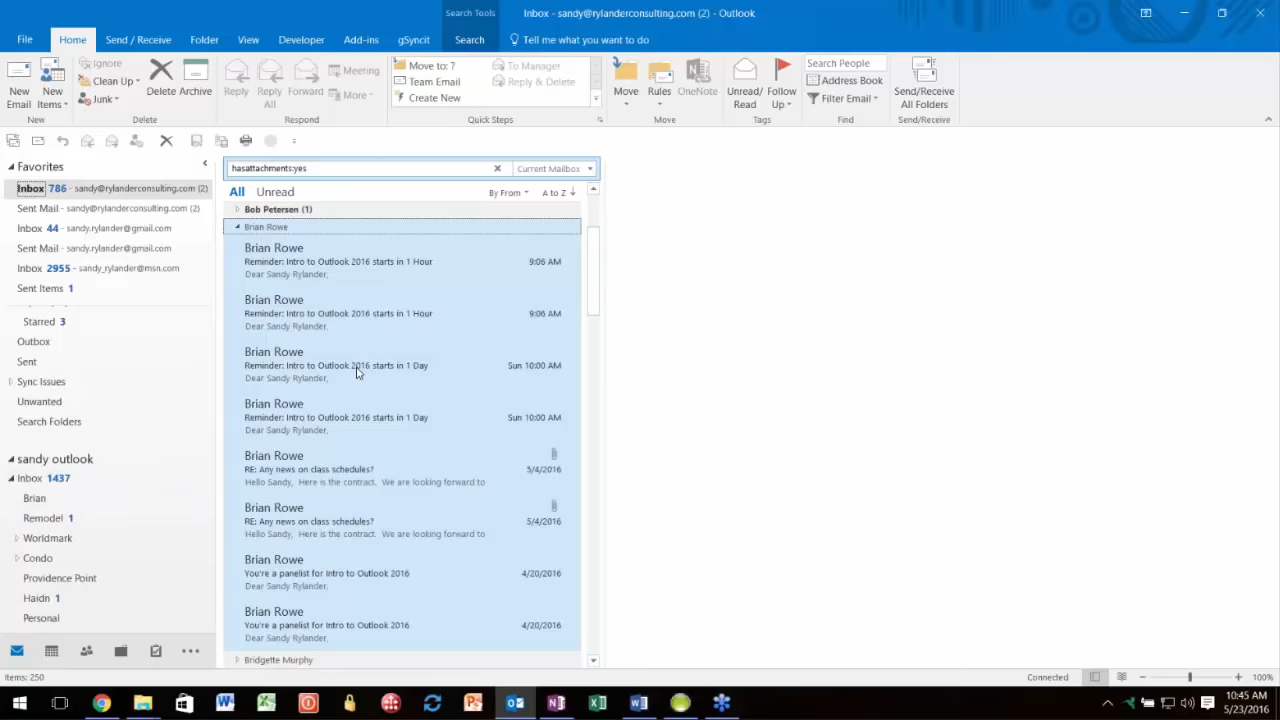 Search Tools
Inbox - sandy@rylanderconsulting.com (2) - Outlook
File Home Send / Receive Folder View Developer Add-ins gSyncit Search Tell me what you want to do
New Email
New Items
Ignore
Clean Up
Junk
Delete
Archive
Reply
Reply All
Forward
Meeting
More
Move to: ?
Team Email
Create New
To Manager
Reply & Delete
Move
Rules
OneNote
Unread/ Read
Follow Up
Search People
Address Book
Filter Email
Send/Receive All Folders
New Delete Respond Quick Steps Move Tags Find Send/Receive
Favorites
Inbox 786 - sandy@rylanderconsulting.com (2)
Sent Mail - sandy@rylanderconsulting.com (2)
Inbox 44 - sandy.rylander@gmail.com
Sent Mail - sandy.rylander@gmail.com
Inbox 2955 - sandy_rylander@msn.com
Sent Items 1
Starred 3
Outbox
Sent
Sync Issues
Unwanted
Search Folders
sandy outlook
Inbox 1437
Brian
Remodel 1
Worldmark
Condo
Providence Point
Haidn 1
Personal
hasattachments:yes
Current Mailbox
All Unread By From A to Z
Bob Petersen (1)
Brian Rowe
Brian Rowe
Reminder: Intro to Outlook 2016 starts in 1 Hour 9:06 AM
Dear Sandy Rylander,
Brian Rowe
Reminder: Intro to Outlook 2016 starts in 1 Hour 9:06 AM
Dear Sandy Rylander,
Brian Rowe
Reminder: Intro to Outlook 2016 starts in 1 Day Sun 10:00 AM
Dear Sandy Rylander,
Brian Rowe
Reminder: Intro to Outlook 2016 starts in 1 Day Sun 10:00 AM
Dear Sandy Rylander,
Brian Rowe
RE: Any news on class schedules? 5/4/2016
Hello Sandy, Here is the contract. We are looking forward to
Brian Rowe
RE: Any news on class schedules? 5/4/2016
Hello Sandy, Here is the contract. We are looking forward to
Brian Rowe
You're a panelist for Intro to Outlook 2016 4/20/2016
Dear Sandy Rylander,
Brian Rowe
You're a panelist for Intro to Outlook 2016 4/20/2016
Dear Sandy Rylander,
Bridgette Murphy
Items: 250
Connected
100%
10:45 AM
5/23/2016